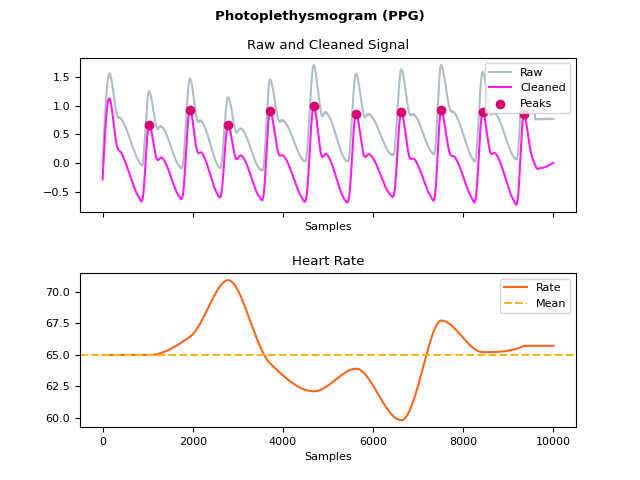 Photoplethysmogram (PPG)
Raw and Cleaned Signal
1.5
1.0
0.5
0.0
−0.5
Raw
Cleaned
Peaks
Samples
Heart Rate
70.0
67.5
65.0
62.5
60.0
Rate
Mean
0 2000 4000 6000 8000 10000
Samples